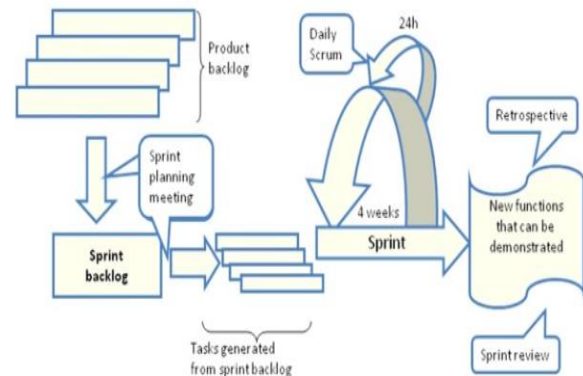 Product
backlog
Sprint
planning
meeting
Sprint
backlog
Tasks generated
from sprint backlog
Daily
Scrum
24h
4 weeks
Sprint
Retrospective
New functions
that can be
demonstrated
Sprint review